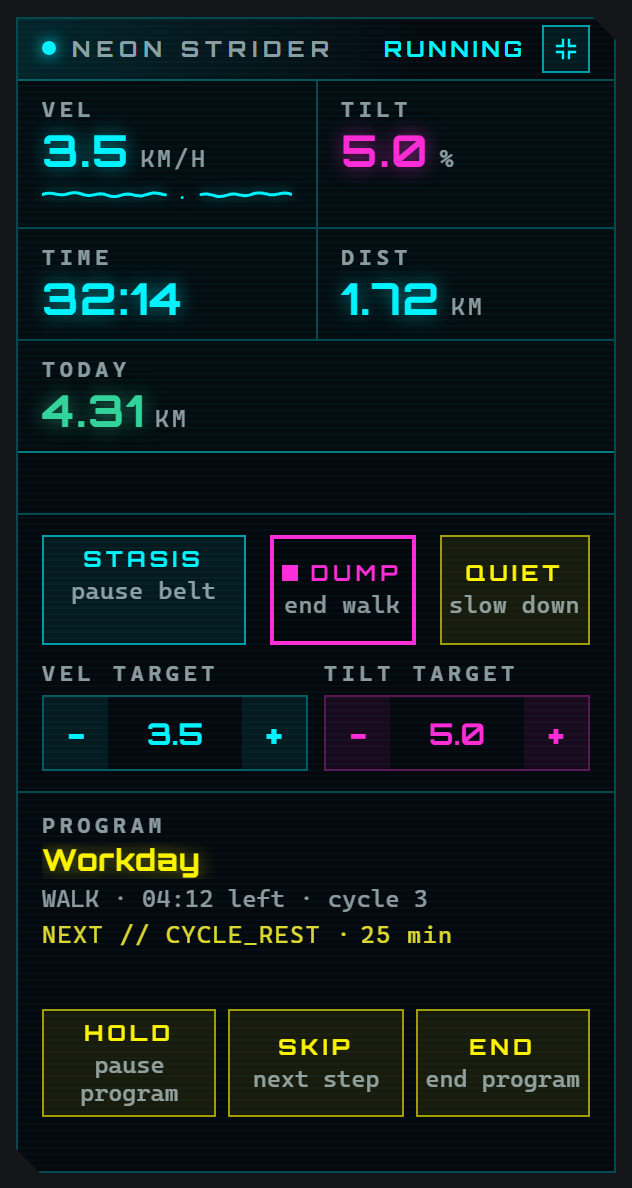 NEON STRIDER RUNNING
VEL TILT
3.5 KM/H 5.0 %
TIME DIST
32:14 1.72 KM
TODAY
4.31 KM
STASIS DUMP QUIET
pause belt end walk slow down
VEL TARGET TILT TARGET
- 3.5 + - 5.0 +
PROGRAM
Workday
WALK · 04:12 left · cycle 3
NEXT // CYCLE_REST · 25 min
HOLD SKIP END
pause program next step end program